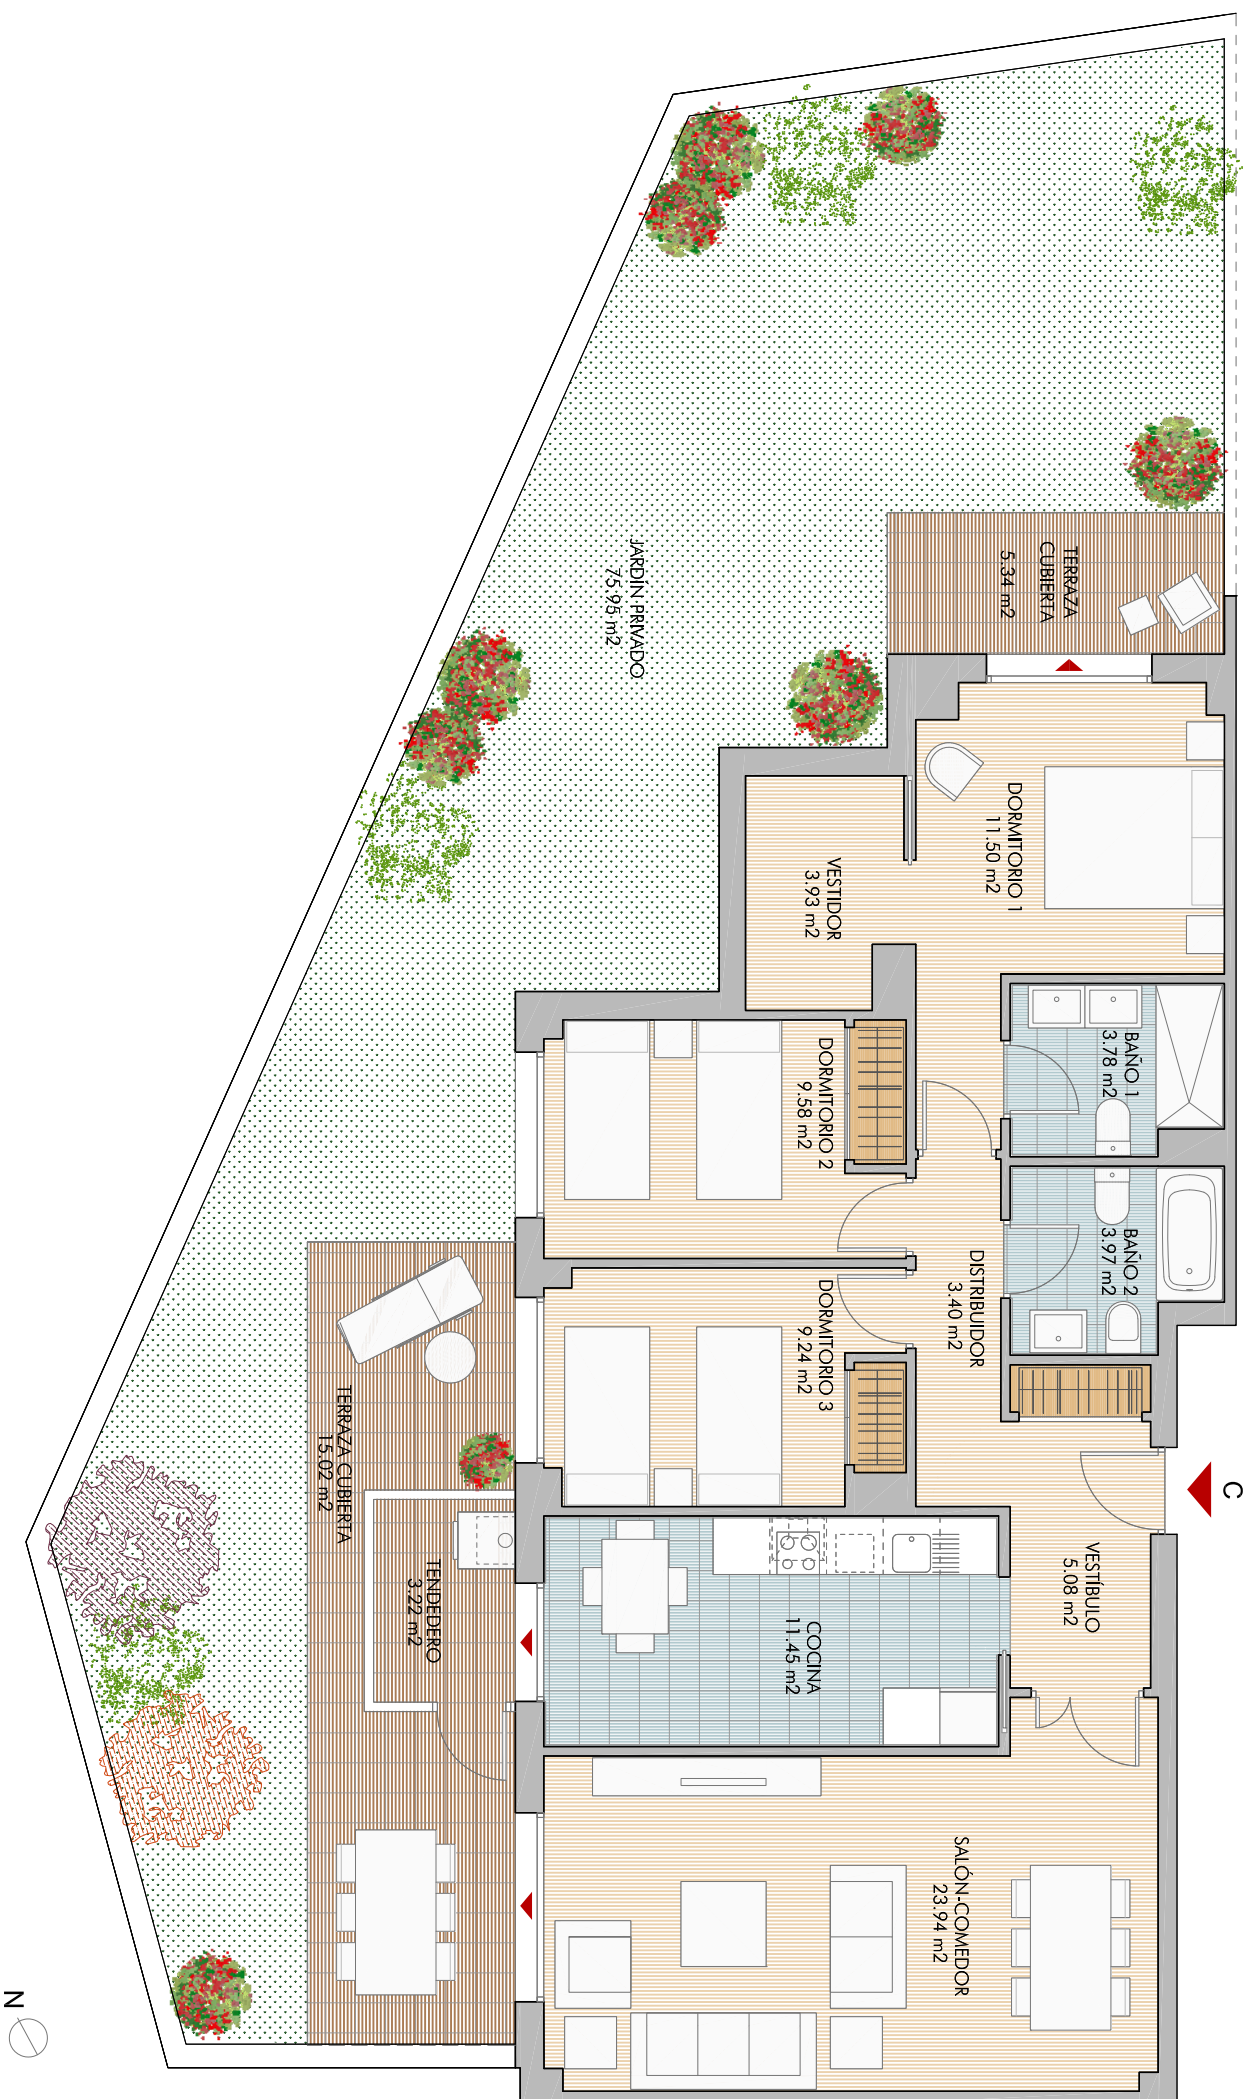 C
TERRAZA
CUBIERTA
5.34 m2
JARDÍN PRIVADO
75.95 m2
DORMITORIO 1
11.50 m2
VESTIDOR
3.93 m2
BAÑO 1
3.78 m2
BAÑO 2
3.97 m2
DORMITORIO 2
9.58 m2
DISTRIBUIDOR
3.40 m2
DORMITORIO 3
9.24 m2
VESTÍBULO
5.08 m2
COCINA
11.45 m2
TERRAZA CUBIERTA
15.02 m2
TENDEDERO
3.22 m2
SALÓN-COMEDOR
23.94 m2
N